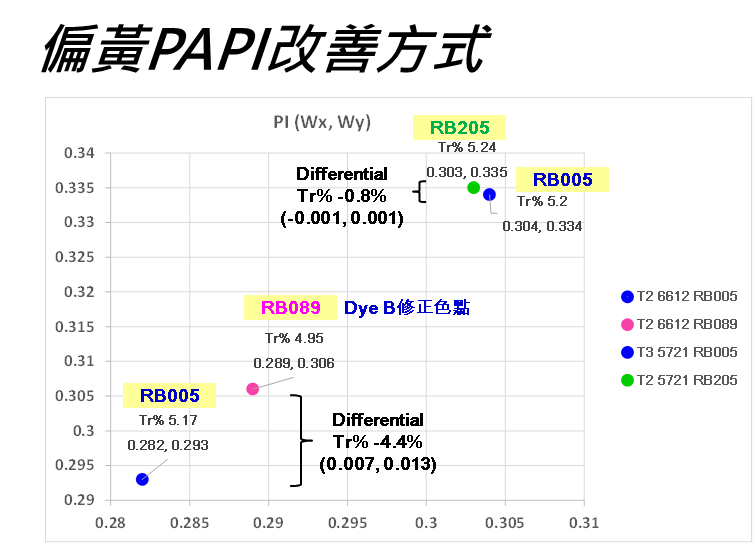 偏黃PAPI改善方式
PI (Wx, Wy)
RB205
Tr% 5.24
0.303, 0.335
RB005
Tr% 5.2
0.304, 0.334
Differential
Tr% -0.8%
(-0.001, 0.001)
RB089
Dye B修正色點
Tr% 4.95
0.289, 0.306
RB005
Tr% 5.17
0.282, 0.293
Differential
Tr% -4.4%
(0.007, 0.013)
T2 6612 RB005
T2 6612 RB089
T3 5721 RB005
T2 5721 RB205
0.34
0.335
0.33
0.325
0.32
0.315
0.31
0.305
0.3
0.295
0.29
0.28
0.285
0.29
0.295
0.3
0.305
0.31